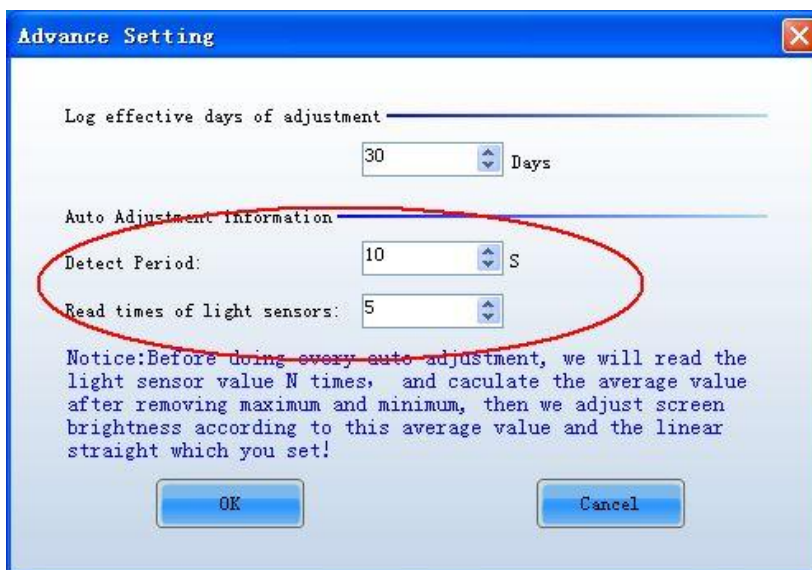 Advance Setting
Log effective days of adjustment
30 Days
Auto Adjustment Information
Detect Period: 10 S
Read times of light sensors: 5
Notice:Before doing every auto adjustment, we will read the
light sensor value N times, and caculate the average value
after removing maximum and minimum, then we adjust screen
brightness according to this average value and the linear
straight which you set!
OK Cancel